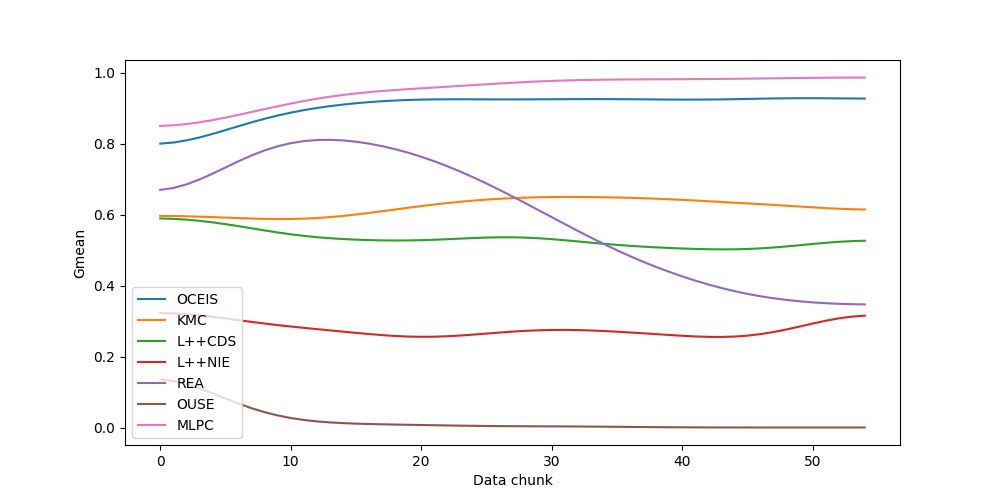 1.0
0.8
0.6
0.4
0.2
0.0
Gmean
OCEIS
KMC
L++CDS
L++NIE
REA
OUSE
MLPC
0 10 20 30 40 50
Data chunk